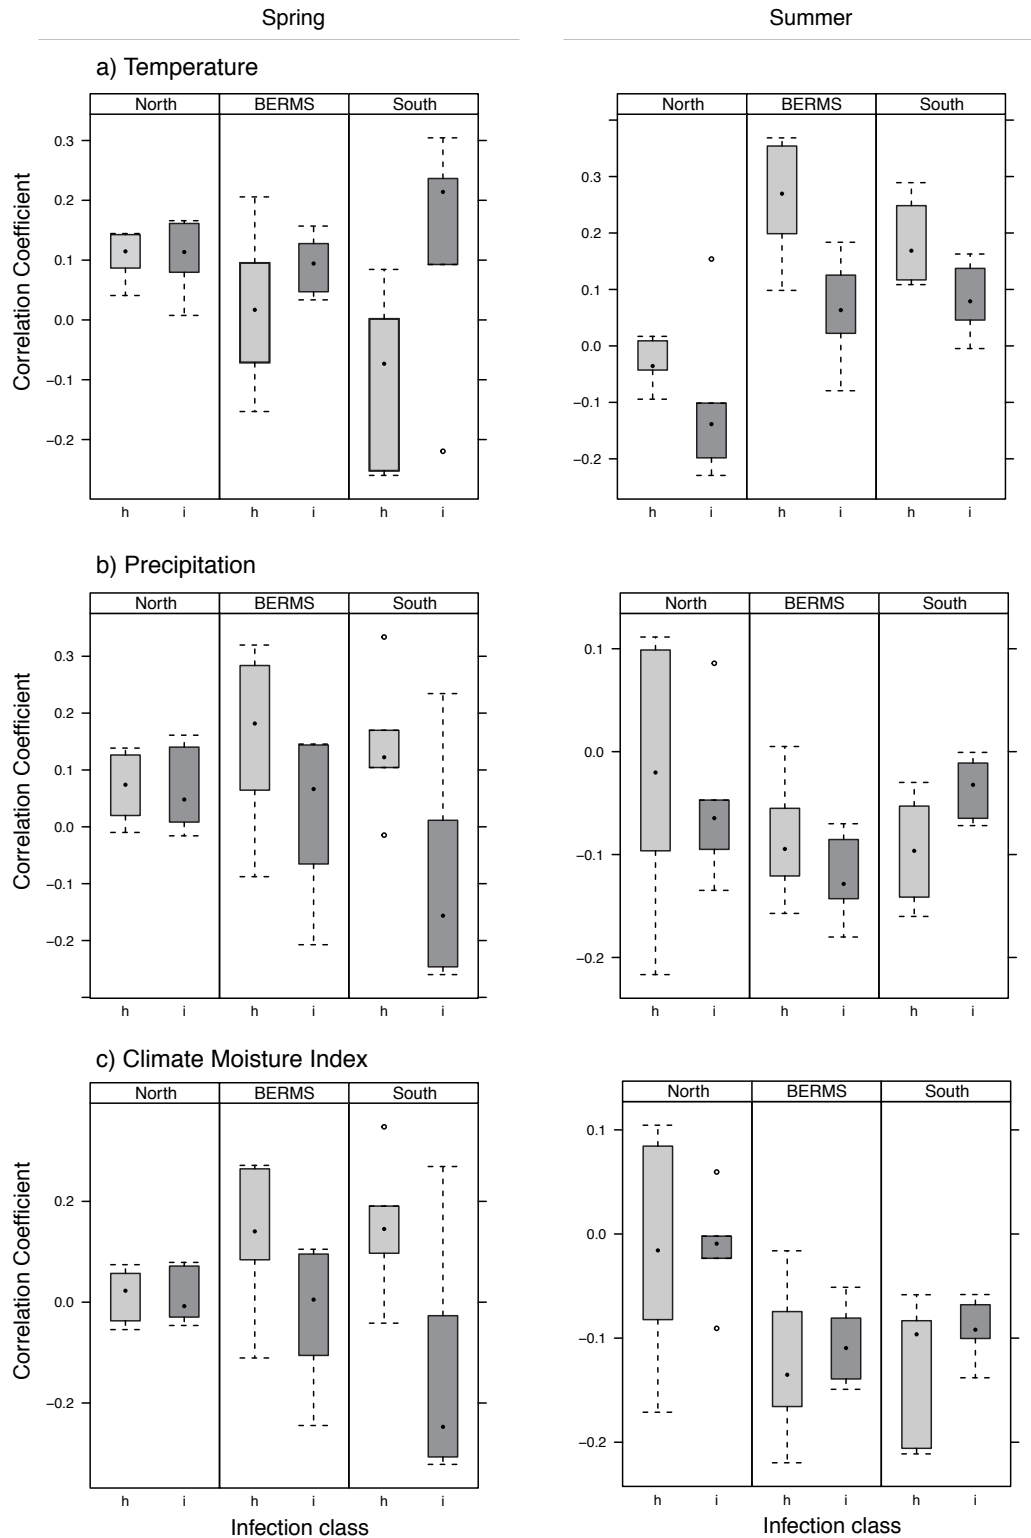 Spring Summer
a) Temperature
North BERMS South
North BERMS South
Correlation Coefficient
0.3
0.2
0.1
0.0
−0.1
−0.2
0.3
0.2
0.1
0.0
−0.1
−0.2
h i h i h i
h i h i h i
b) Precipitation
North BERMS South
North BERMS South
Correlation Coefficient
0.3
0.2
0.1
0.0
−0.1
−0.2
0.1
0.0
−0.1
−0.2
h i h i h i
h i h i h i
c) Climate Moisture Index
North BERMS South
North BERMS South
Correlation Coefficient
0.2
0.0
−0.2
0.1
0.0
−0.1
−0.2
h i h i h i
h i h i h i
Infection class
Infection class